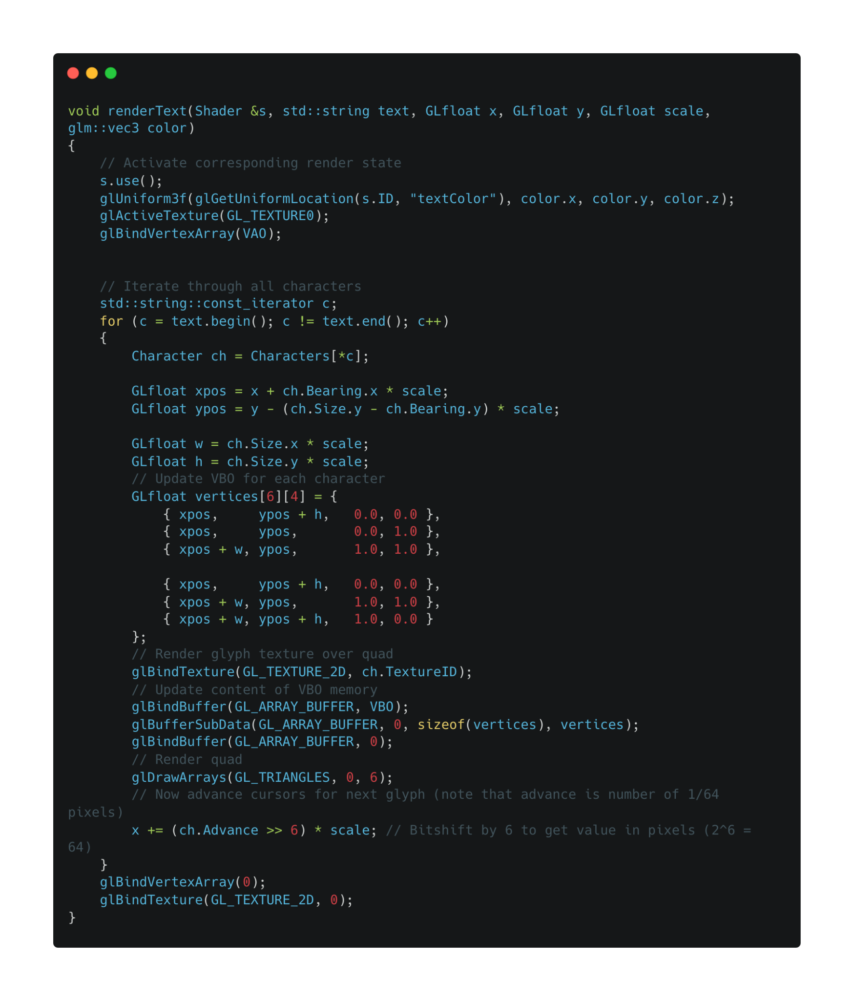 void renderText(Shader &s, std::string text, GLfloat x, GLfloat y, GLfloat scale,
glm::vec3 color)
{
    // Activate corresponding render state
    s.use();
    glUniform3f(glGetUniformLocation(s.ID, "textColor"), color.x, color.y, color.z);
    glActiveTexture(GL_TEXTURE0);
    glBindVertexArray(VAO);


    // Iterate through all characters
    std::string::const_iterator c;
    for (c = text.begin(); c != text.end(); c++)
    {
        Character ch = Characters[*c];

        GLfloat xpos = x + ch.Bearing.x * scale;
        GLfloat ypos = y - (ch.Size.y - ch.Bearing.y) * scale;

        GLfloat w = ch.Size.x * scale;
        GLfloat h = ch.Size.y * scale;
        // Update VBO for each character
        GLfloat vertices[6][4] = {
            { xpos,     ypos + h,   0.0, 0.0 },
            { xpos,     ypos,       0.0, 1.0 },
            { xpos + w, ypos,       1.0, 1.0 },

            { xpos,     ypos + h,   0.0, 0.0 },
            { xpos + w, ypos,       1.0, 1.0 },
            { xpos + w, ypos + h,   1.0, 0.0 }
        };
        // Render glyph texture over quad
        glBindTexture(GL_TEXTURE_2D, ch.TextureID);
        // Update content of VBO memory
        glBindBuffer(GL_ARRAY_BUFFER, VBO);
        glBufferSubData(GL_ARRAY_BUFFER, 0, sizeof(vertices), vertices);
        glBindBuffer(GL_ARRAY_BUFFER, 0);
        // Render quad
        glDrawArrays(GL_TRIANGLES, 0, 6);
        // Now advance cursors for next glyph (note that advance is number of 1/64
pixels)
        x += (ch.Advance >> 6) * scale; // Bitshift by 6 to get value in pixels (2^6 =
64)
    }
    glBindVertexArray(0);
    glBindTexture(GL_TEXTURE_2D, 0);
}